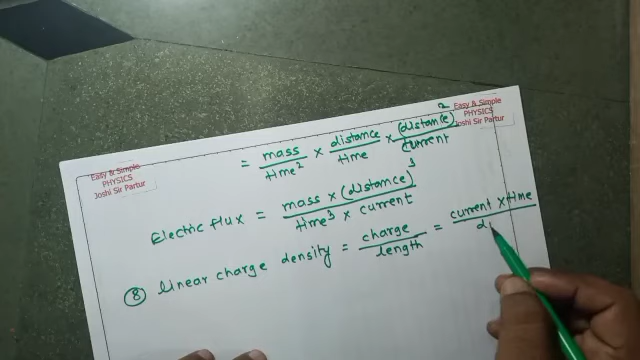 Easy & Simple
PHYSICS
Joshi Sir Partur
Easy & Simple
PHYSICS
Joshi Sir Partur
= mass / time² × distance / time × (distance)² / current
Electric flux = mass × (distance)³ / time³ × current
⑧ linear charge density = charge / length = current × time / di